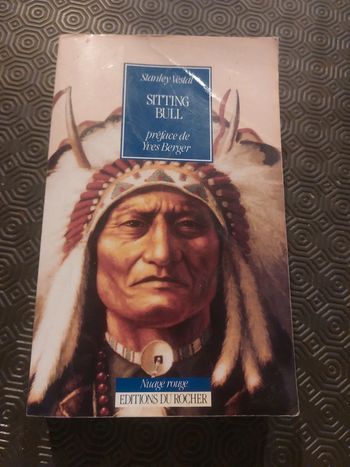 Stanley Vestal
SITTING
BULL
préface de
Yves Berger
Nuage rouge
EDITIONS DU ROCHER